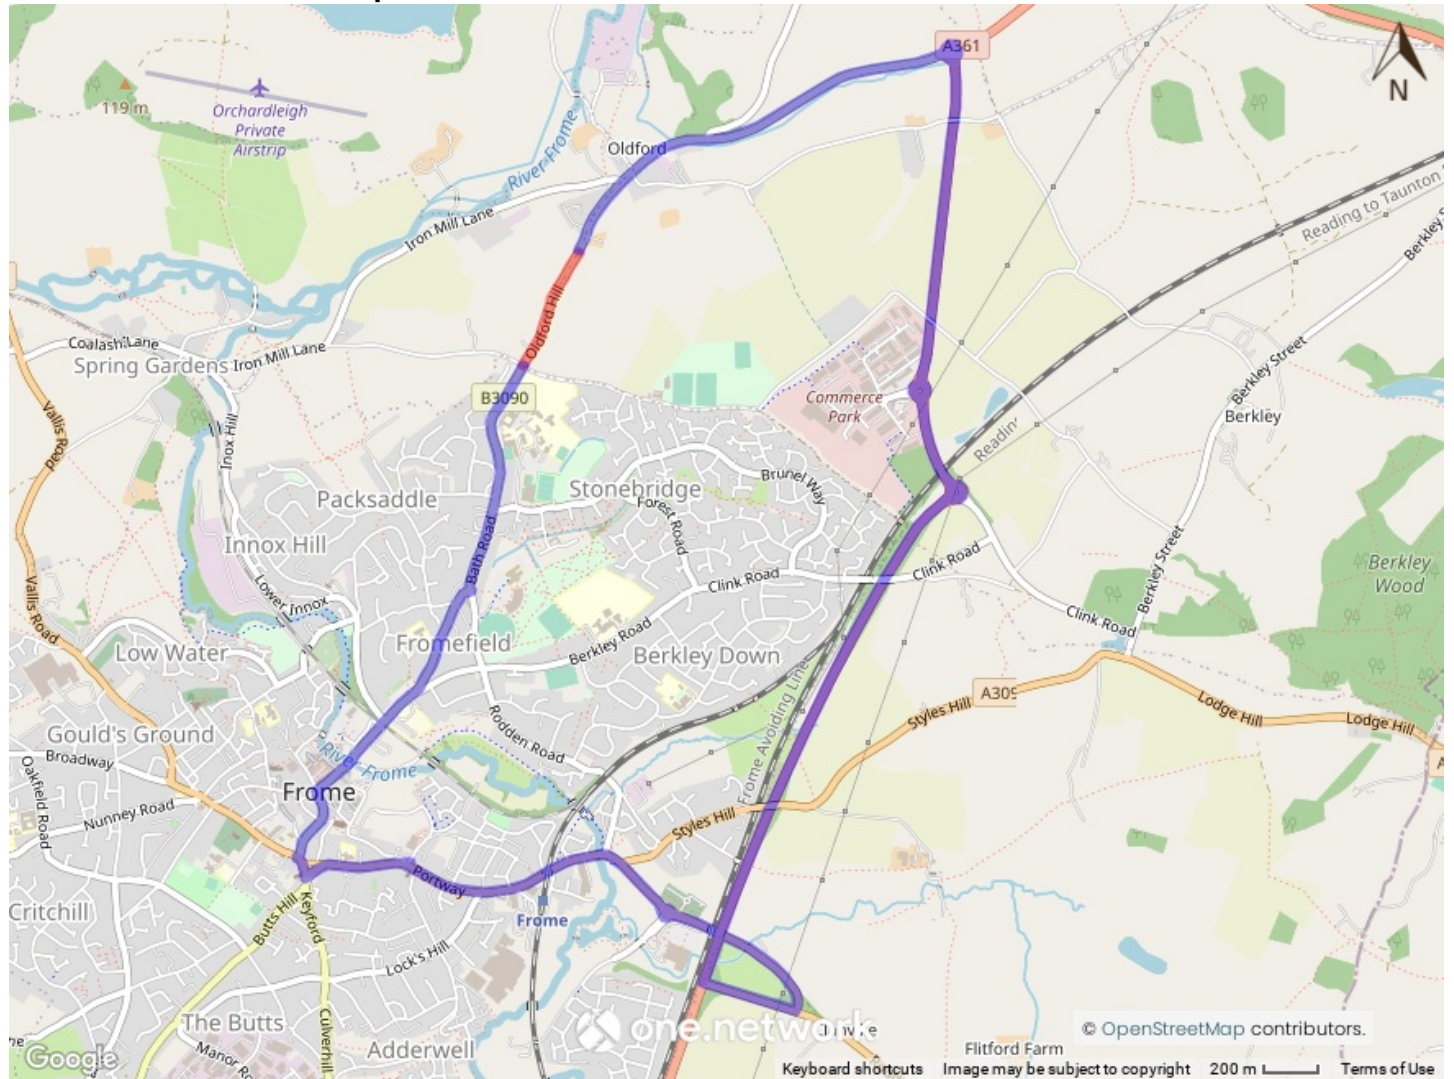 A361
119 m
Orchardleigh
Private
Airstrip
River Frome
Oldford
Reading to Taunton
Berkley S
Iron Mill Lane
N
Coalash Lane
Spring Gardens
Iron Mill Lane
Oldford Hill
B3090
Commerce
Park
Berkley Street
Berkley
Vallis Road
Inox Hill
Readin
Packsaddle
Stonebridge
Brunel Way
Forest Road
Innox Hill
Bath Road
Clink Road
Clink Road
Berkley Street
Berkley
Wood
Lower Innox
Vallis Road
Clink Road
Fromefield
Berkley Road
Low Water
Berkley Down
A309
Styles Hill
Lodge Hill
Lodge Hill
Rodden Road
Frome Avoiding Line
Gould's Ground
Broadway
River Frome
A
Oakfield Road
Frome
Nunney Road
Styles Hill
Portway
Keyford
Critchill
Butts Hill
Frome
Lock's Hill
The Butts
Culverhill
Adderwell
Manor Ro
one.network
© OpenStreetMap contributors.
Flitford Farm
Google
Keyboard shortcuts
Image may be subject to copyright
200 m
Terms of Use